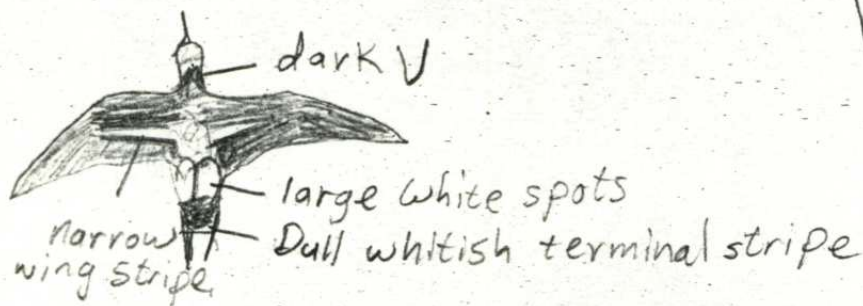 dark V
large white spots
Dull whitish terminal stripe
narrow
wing stripe